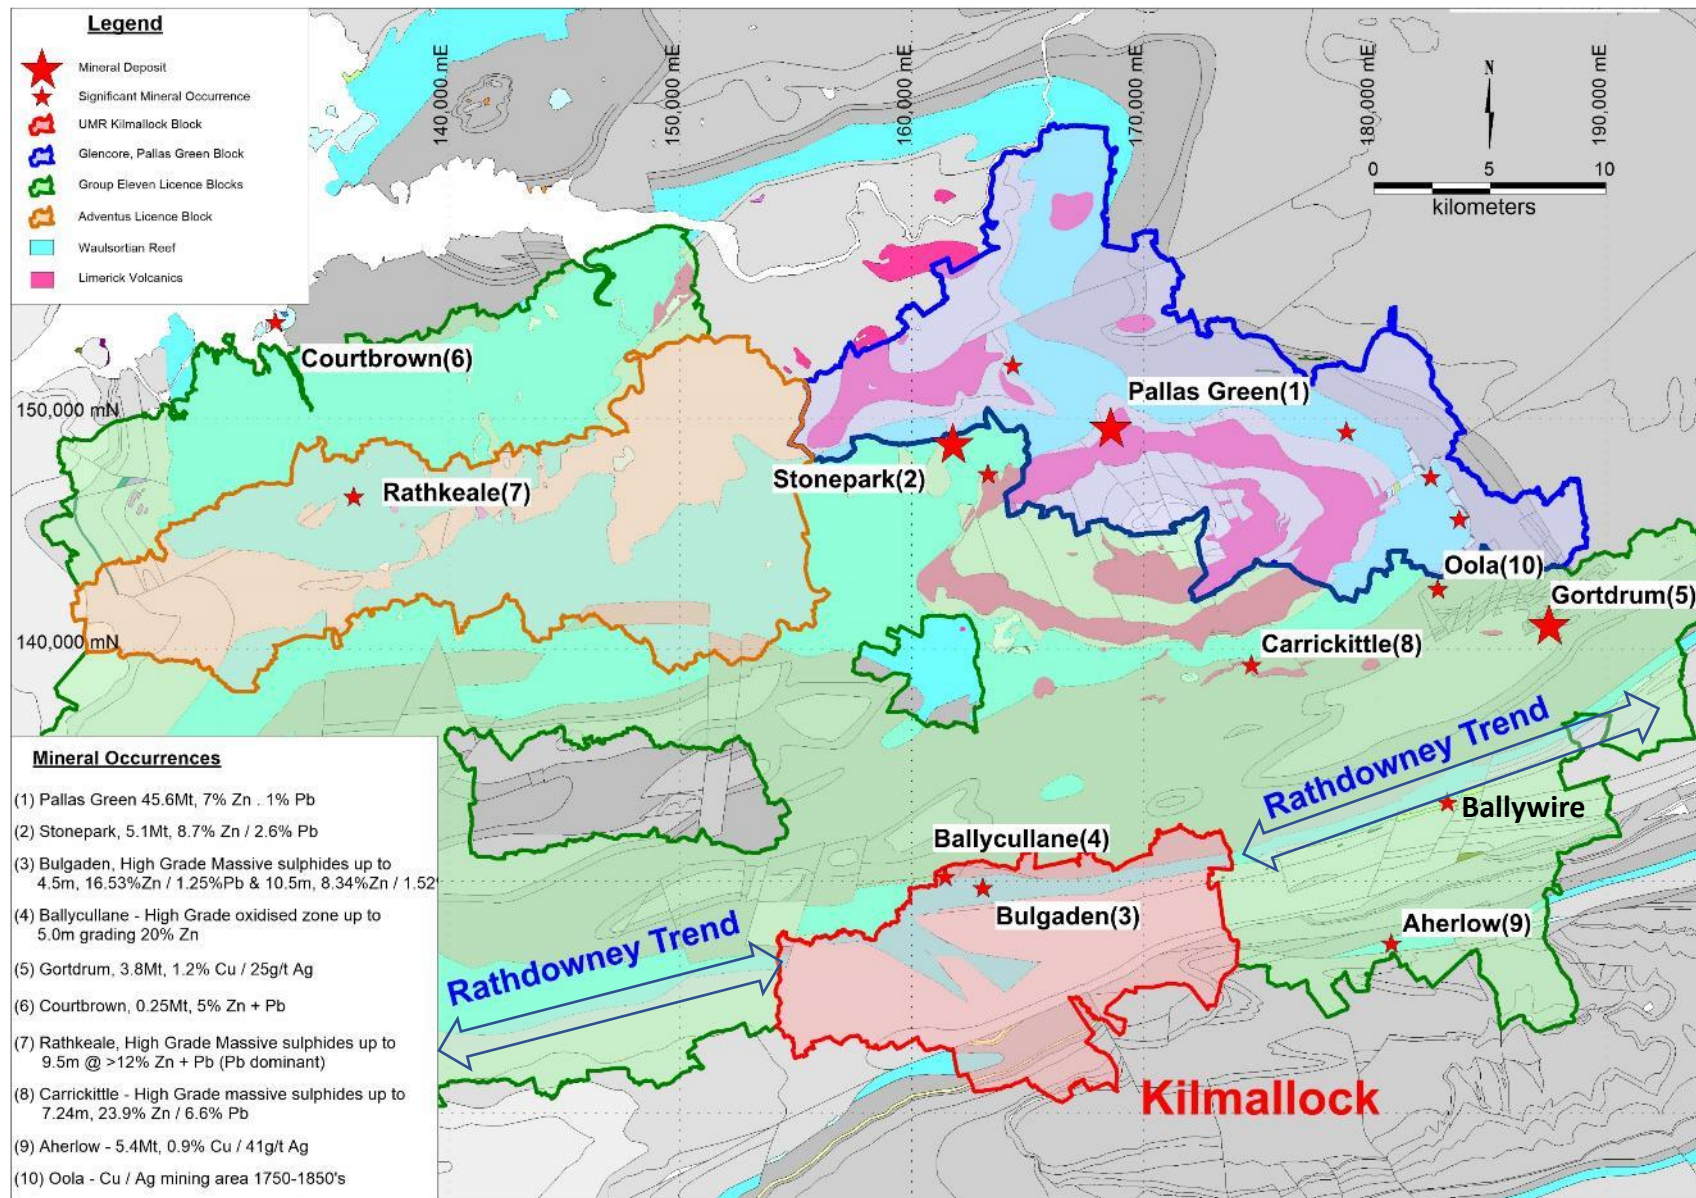 Legend
Mineral Deposit
Significant Mineral Occurrence
UMR Kilmallock Block
Glencore, Pallas Green Block
Group Eleven Licence Blocks
Adventus Licence Block
Waulsortian Reef
Limerick Volcanics
140,000 mE
150,000 mE
160,000 mE
170,000 mE
180,000 mE
190,000 mE
N
0 5 10
kilometers
Courtbrown(6)
150,000 mN
Pallas Green(1)
Stonepark(2)
Rathkeale(7)
Oola(10)
Gortdrum(5)
140,000 mN
Carrickittle(8)
Rathdowney Trend
Ballywire
Ballycullane(4)
Bulgaden(3)
Aherlow(9)
Rathdowney Trend
Kilmallock
Mineral Occurrences
(1) Pallas Green 45.6Mt, 7% Zn . 1% Pb
(2) Stonepark, 5.1Mt, 8.7% Zn / 2.6% Pb
(3) Bulgaden, High Grade Massive sulphides up to
4.5m, 16.53%Zn / 1.25%Pb & 10.5m, 8.34%Zn / 1.52
(4) Ballycullane - High Grade oxidised zone up to
5.0m grading 20% Zn
(5) Gortdrum, 3.8Mt, 1.2% Cu / 25g/t Ag
(6) Courtbrown, 0.25Mt, 5% Zn + Pb
(7) Rathkeale, High Grade Massive sulphides up to
9.5m @ >12% Zn + Pb (Pb dominant)
(8) Carrickittle - High Grade massive sulphides up to
7.24m, 23.9% Zn / 6.6% Pb
(9) Aherlow - 5.4Mt, 0.9% Cu / 41g/t Ag
(10) Oola - Cu / Ag mining area 1750-1850's